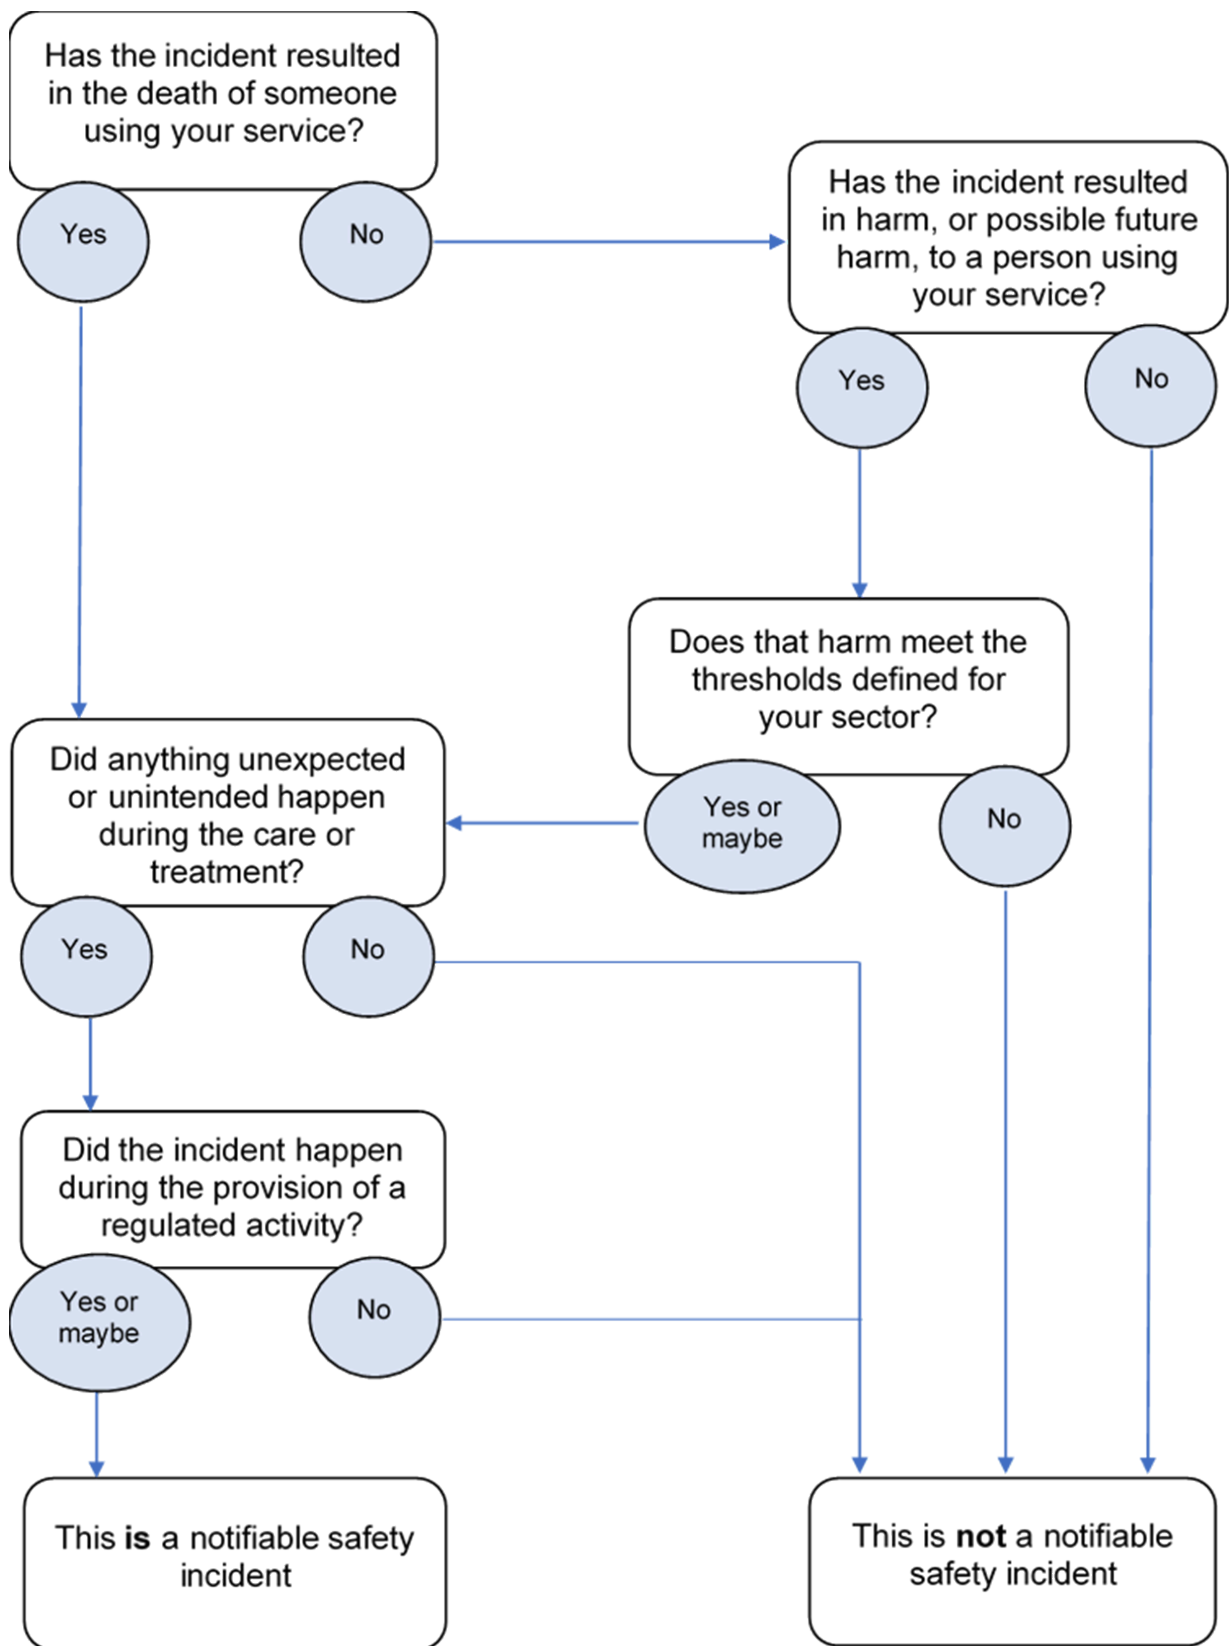 Has the incident resulted
in the death of someone
using your service?
Yes
No
Has the incident resulted
in harm, or possible future
harm, to a person using
your service?
Yes
No
Does that harm meet the
thresholds defined for
your sector?
Yes or
maybe
No
Did anything unexpected
or unintended happen
during the care or
treatment?
Yes
No
Did the incident happen
during the provision of a
regulated activity?
Yes or
maybe
No
This is a notifiable safety
incident
This is not a notifiable
safety incident